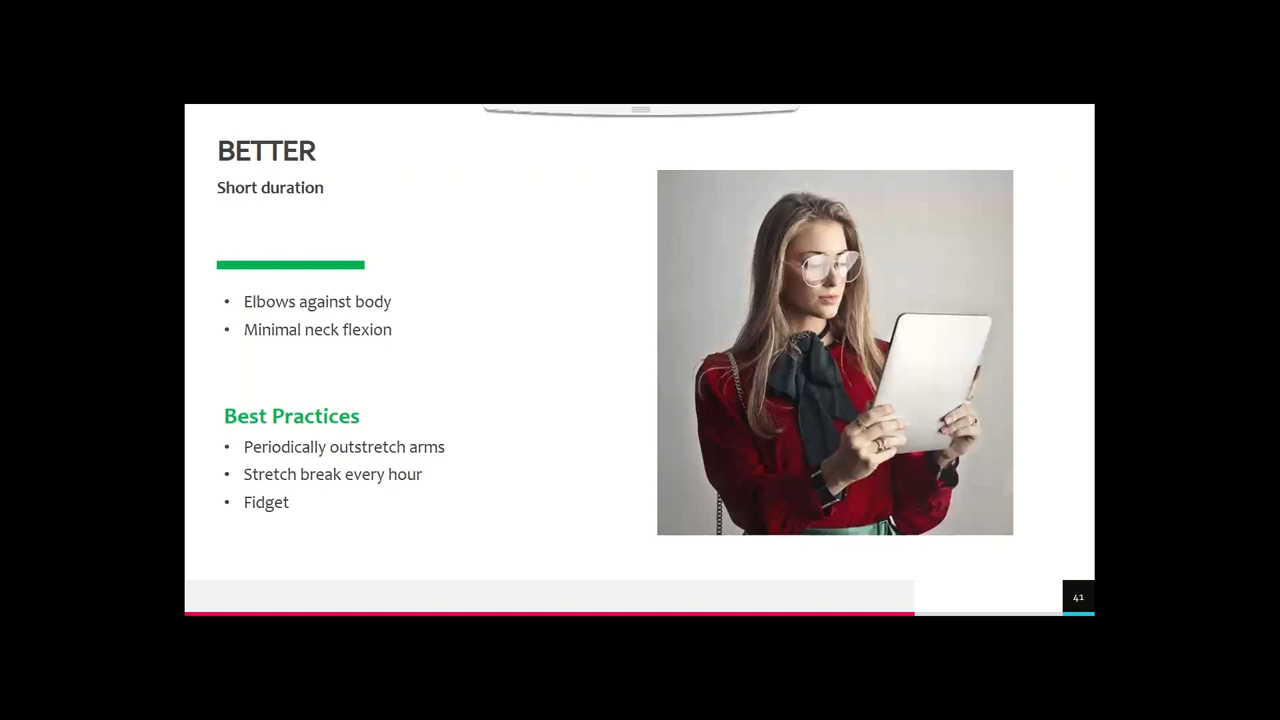 BETTER
Short duration
• Elbows against body
• Minimal neck flexion
Best Practices
• Periodically outstretch arms
• Stretch break every hour
• Fidget
41